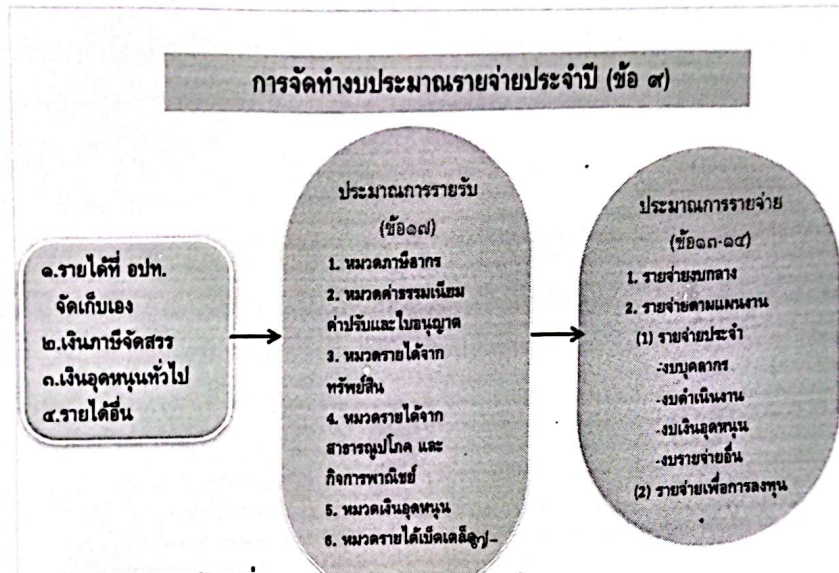 การจัดทำงบประมาณรายจ่ายประจำปี (ข้อ ๙)
๑.รายได้ที่ อปท.
จัดเก็บเอง
๒.เงินภาษีจัดสรร
๓.เงินอุดหนุนทั่วไป
๔.รายได้อื่น
ประมาณการรายรับ
(ข้อ๑๗)
1. หมวดภาษีอากร
2. หมวดค่าธรรมเนียม
ค่าปรับและใบอนุญาต
3. หมวดรายได้จาก
ทรัพย์สิน
4. หมวดรายได้จาก
สาธารณูปโภค และ
กิจการพาณิชย์
5. หมวดเงินอุดหนุน
6. หมวดรายได้เบ็ดเตล็ด
ประมาณการรายจ่าย
(ข้อ๑๓-๑๔)
1. รายจ่ายงบกลาง
2. รายจ่ายตามแผนงาน
(1) รายจ่ายประจำ
-งบบุคลากร
-งบดำเนินงาน
-งบเงินอุดหนุน
-งบรายจ่ายอื่น
(2) รายจ่ายเพื่อการลงทุน